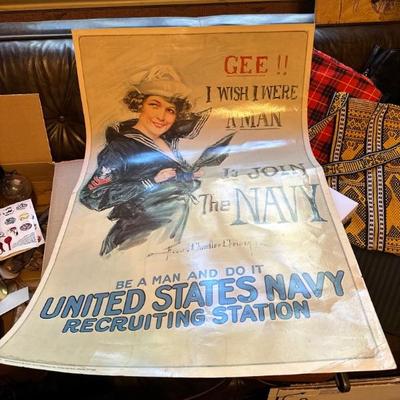 GEE !!
I WISH I WERE
A MAN
I'd JOIN
The NAVY
BE A MAN AND DO IT
UNITED STATES NAVY
RECRUITING STATION